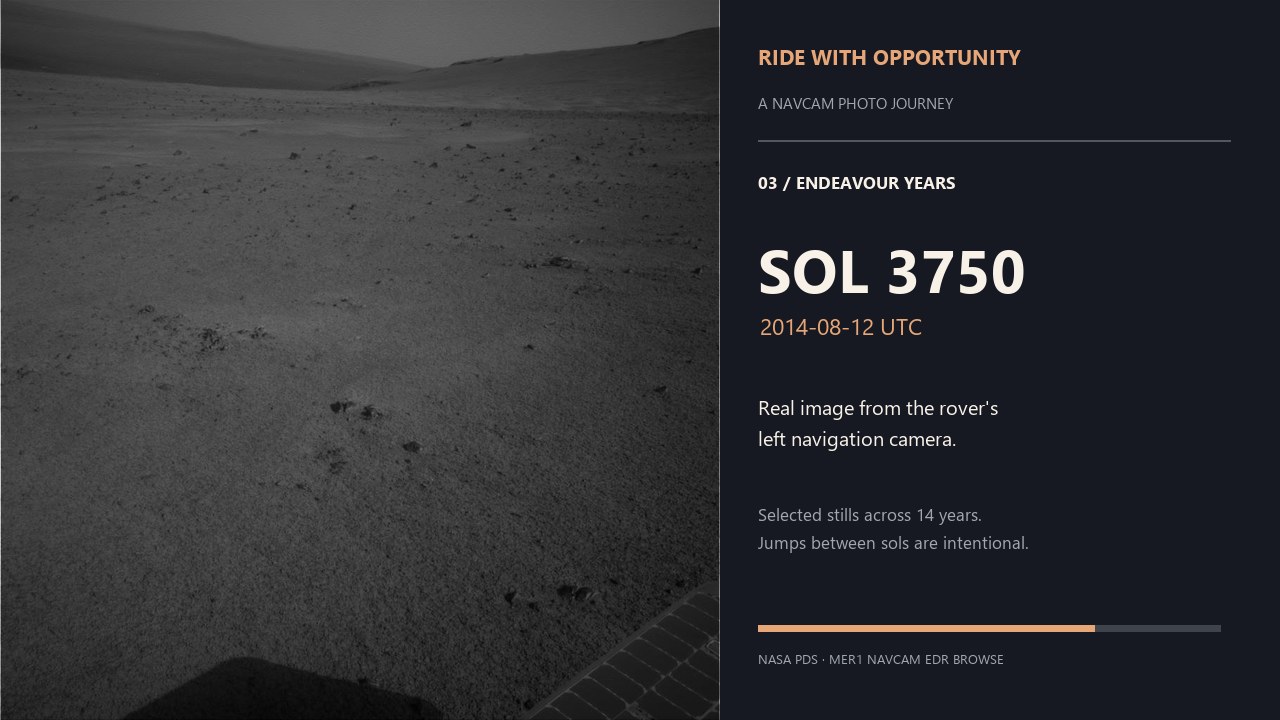 RIDE WITH OPPORTUNITY
A NAVCAM PHOTO JOURNEY
03 / ENDEAVOUR YEARS
SOL 3750
2014-08-12 UTC
Real image from the rover's
left navigation camera.
Selected stills across 14 years.
Jumps between sols are intentional.
NASA PDS · MER1 NAVCAM EDR BROWSE